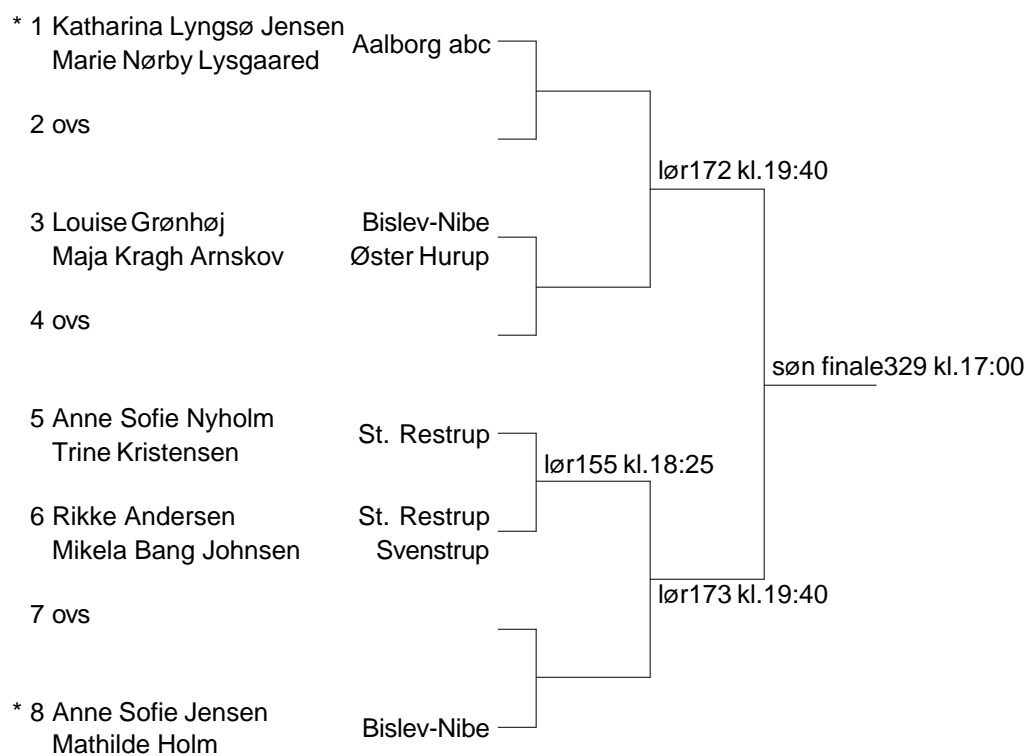 * 1 Katharina Lyngsø Jensen Aalborg abc
Marie Nørby Lysgaared
2 ovs
lør172 kl.19:40
3 Louise Grønhøj Bislev-Nibe
Maja Kragh Arnskov Øster Hurup
4 ovs
søn finale329 kl.17:00
5 Anne Sofie Nyholm St. Restrup
Trine Kristensen
lør155 kl.18:25
6 Rikke Andersen St. Restrup
Mikela Bang Johnsen Svenstrup
lør173 kl.19:40
7 ovs
* 8 Anne Sofie Jensen Bislev-Nibe
Mathilde Holm